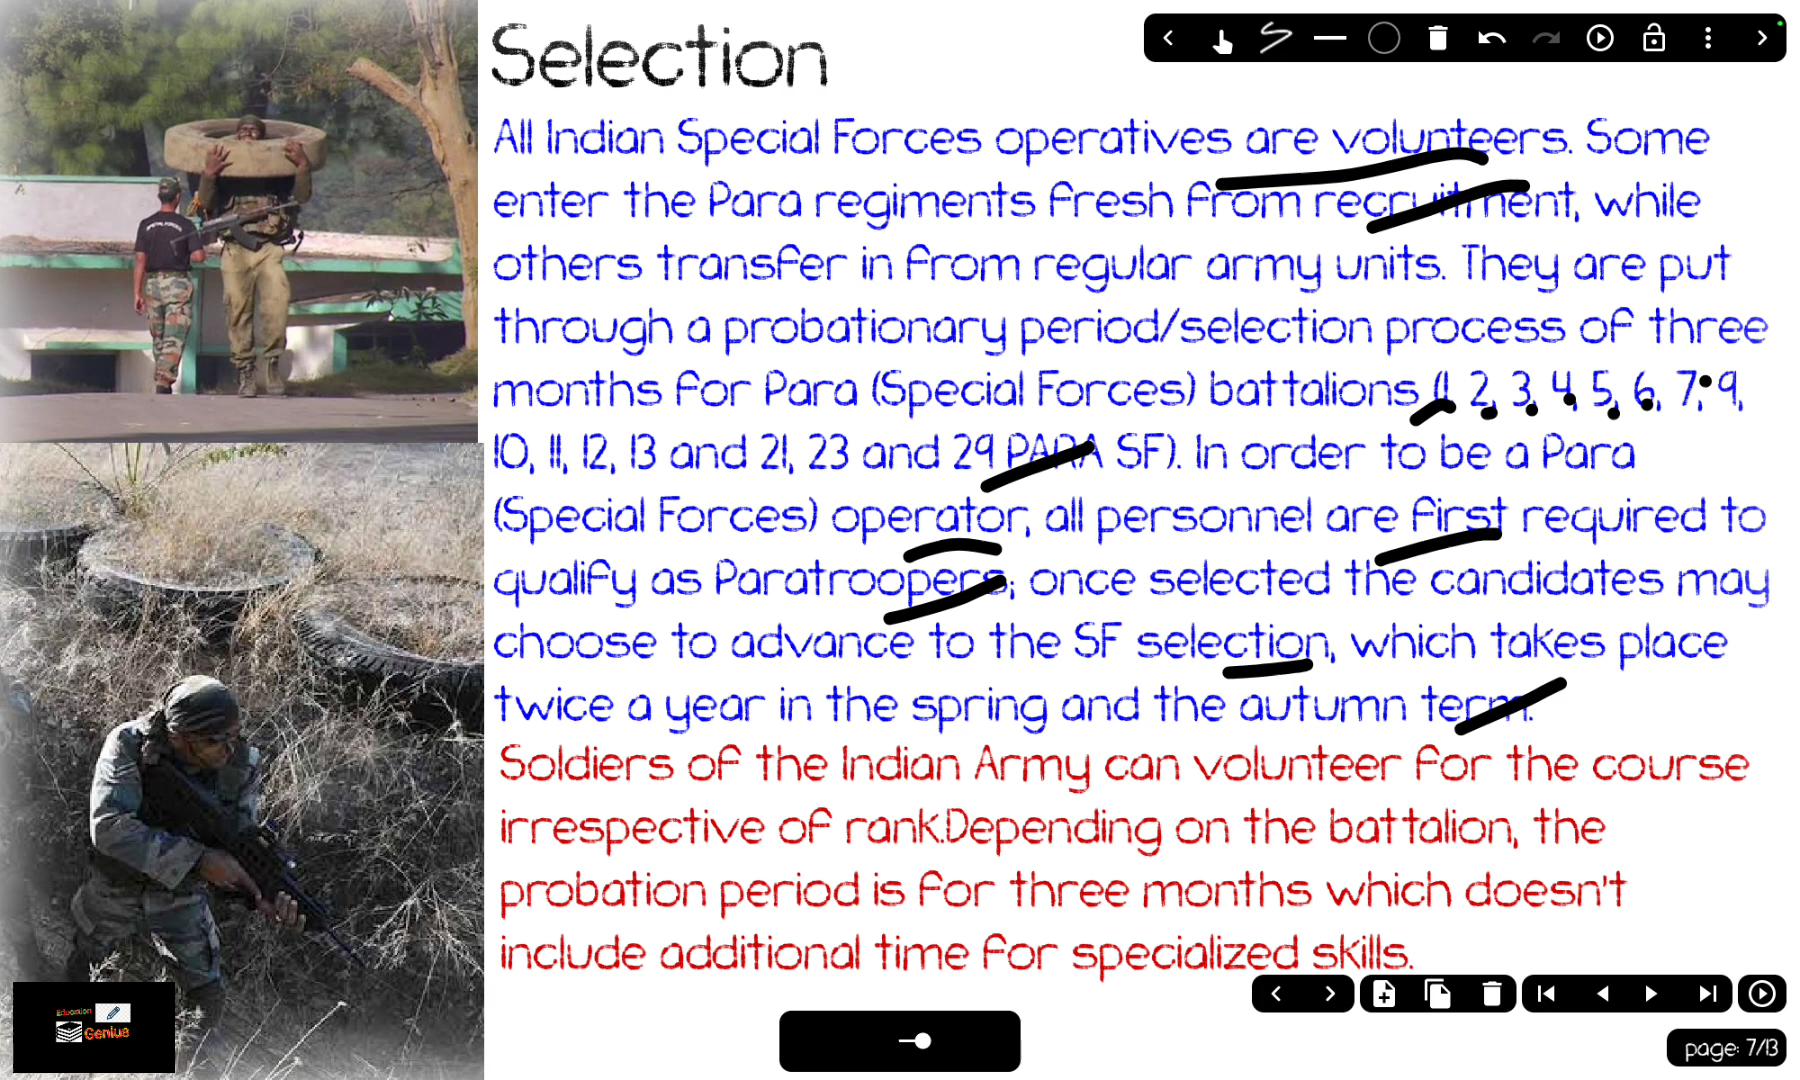 Selection
All Indian Special Forces operatives are volunteers. Some
enter the Para regiments fresh from recruitment, while
others transfer in from regular army units. They are put
through a probationary period/selection process of three
months for Para (Special Forces) battalions (1, 2, 3, 4, 5, 6, 7, 9,
10, 11, 12, 13 and 21, 23 and 29 PARA SF). In order to be a Para
(Special Forces) operator, all personnel are first required to
qualify as Paratroopers; once selected the candidates may
choose to advance to the SF selection, which takes place
twice a year in the spring and the autumn term.
Soldiers of the Indian Army can volunteer for the course
irrespective of rank.Depending on the battalion, the
probation period is for three months which doesn't
include additional time for specialized skills.
SPECIAL FORCES
Education
Genius
page: 7/13